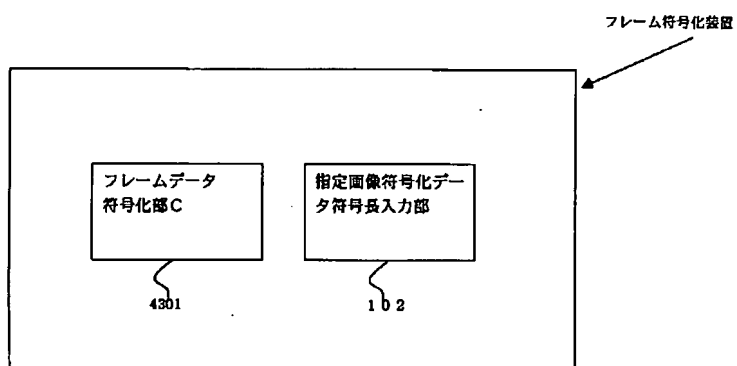 フレーム符号化装置
フレームデータ
符号化部C
4301
指定画像符号化デー
タ符号長入力部
102